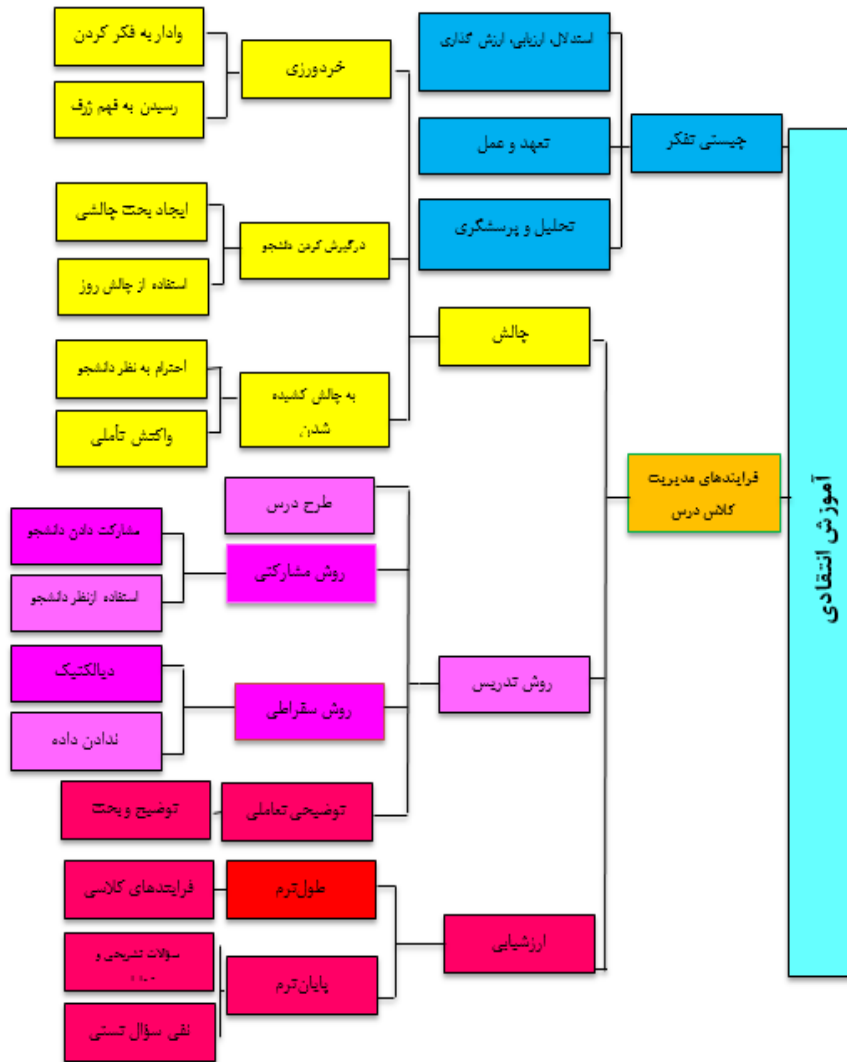 آموزش انتقادی
چیستی تفکر
استدلال، ارزیابی، ارزش گذاری
تعهد و عمل
تحلیل و پرسشگری
فرایندهای مدیریت
کلاس درس
چالش
خردورزی
وادار به فکر کردن
رسیدن به فهم ژرف
درگیرش کردن دانشجو
ایجاد بحث چالشی
استفاده از چالش روز
به چالش کشیده
شدن
احترام به نظر دانشجو
واکنش تأملی
روش تدریس
طرح درس
روش مشارکتی
مشارکت دادن دانشجو
استفاده ازنظر دانشجو
روش سقراطی
دیالکتیک
ندادن داده
توضیحی تعاملی
توضیح و بحث
ارزشیابی
طول‌ترم
فرایندهای کلاسی
پایان‌ترم
سؤالات تشریحی و
نفی سؤال تستی